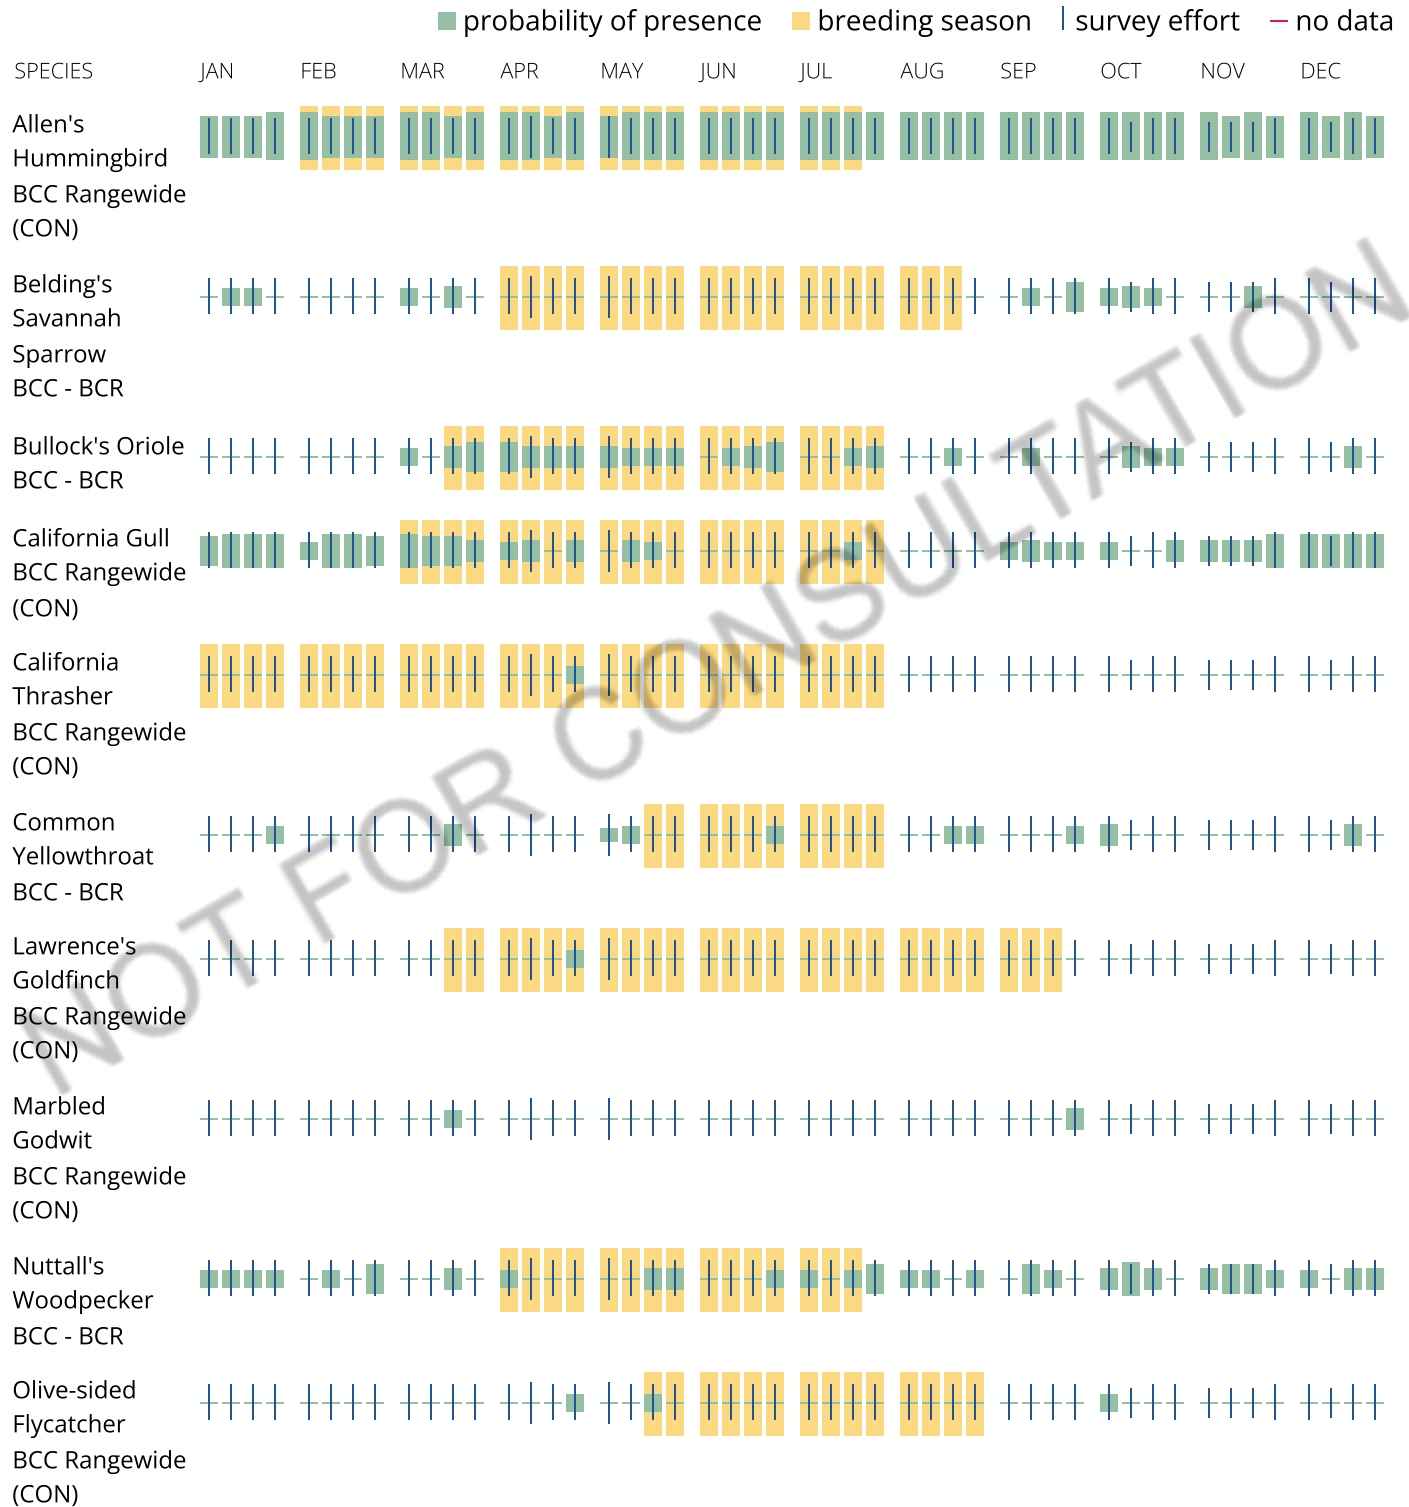 probability of presence breeding season survey effort no data
SPECIES JAN FEB MAR APR MAY JUN JUL AUG SEP OCT NOV DEC
Allen's
Hummingbird
BCC Rangewide
(CON)
Belding's
Savannah
Sparrow
BCC - BCR
Bullock's Oriole
BCC - BCR
California Gull
BCC Rangewide
(CON)
California
Thrasher
BCC Rangewide
(CON)
Common
Yellowthroat
BCC - BCR
Lawrence's
Goldfinch
BCC Rangewide
(CON)
Marbled
Godwit
BCC Rangewide
(CON)
Nuttall's
Woodpecker
BCC - BCR
Olive-sided
Flycatcher
BCC Rangewide
(CON)
NOT FOR CONSULTATION